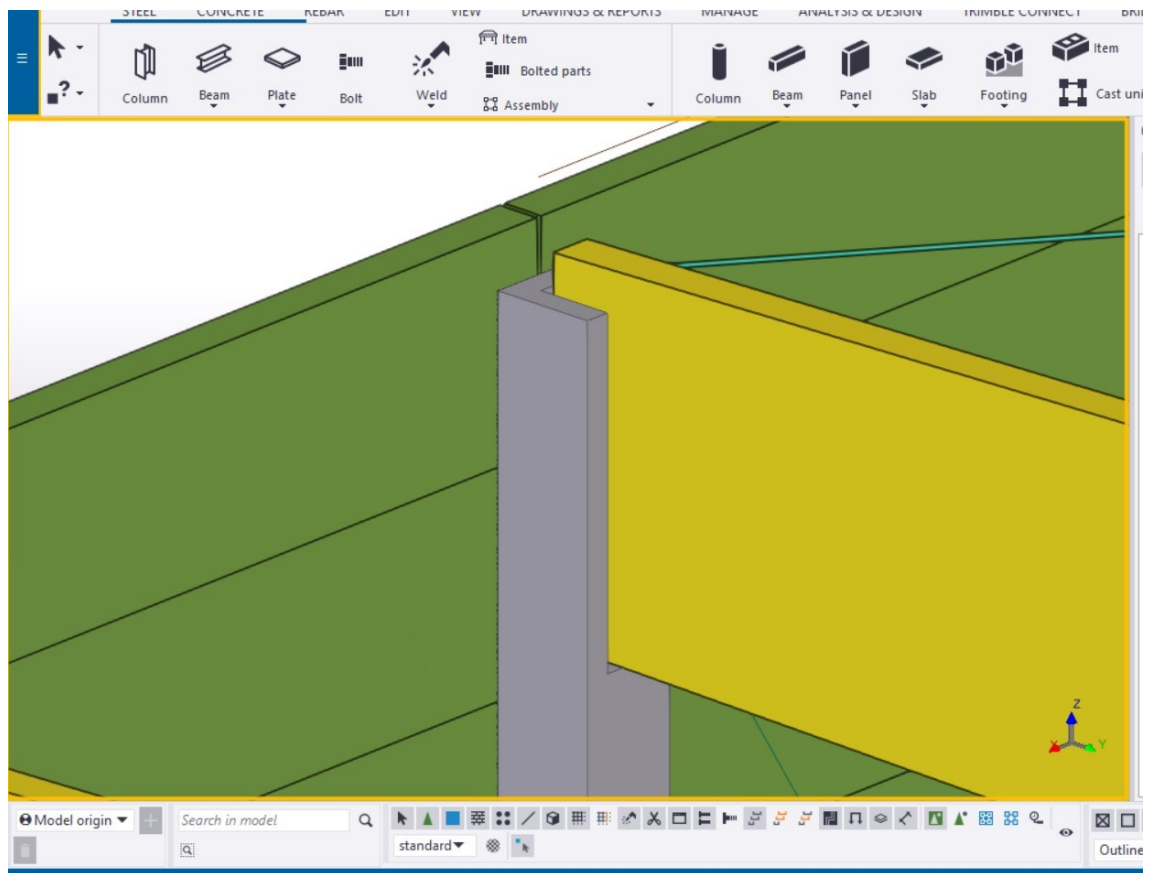 STEEL CONCRETE REBAR EDIT VIEW DRAWINGS & REPORTS MANAGE ANALYSIS & DESIGN TRIMBLE CONNECT BRI
Item Item
Bolted parts
Column Beam Plate Bolt Weld Assembly Column Beam Panel Slab Footing Cast uni
Z
X Y
Model origin Search in model
standard Outline